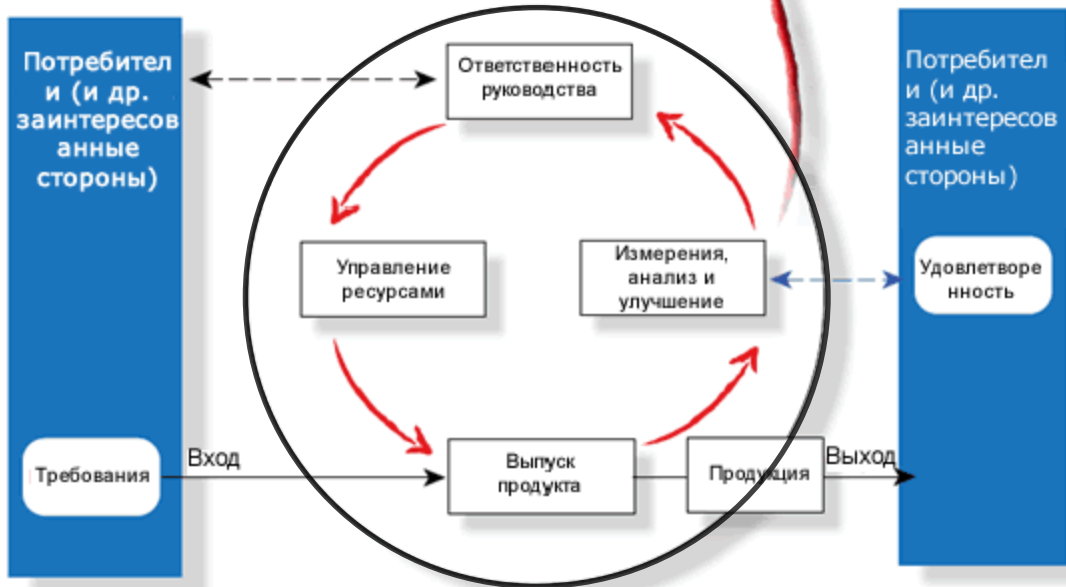 Потребител
и (и др.
заинтересов
анные
стороны)
Ответственность
руководства
Потребител
и (и др.
заинтересов
анные
стороны)
Управление
ресурсами
Измерения,
анализ и
улучшение
Удовлетворе
нность
Требования
Вход
Выпуск
продукта
Продукция
Выход